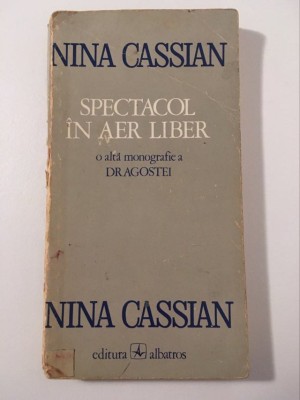 NINA CASSIAN
SPECTACOL
ÎN AER LIBER
o altă monografie a
DRAGOSTEI
NINA CASSIAN
editura albatros